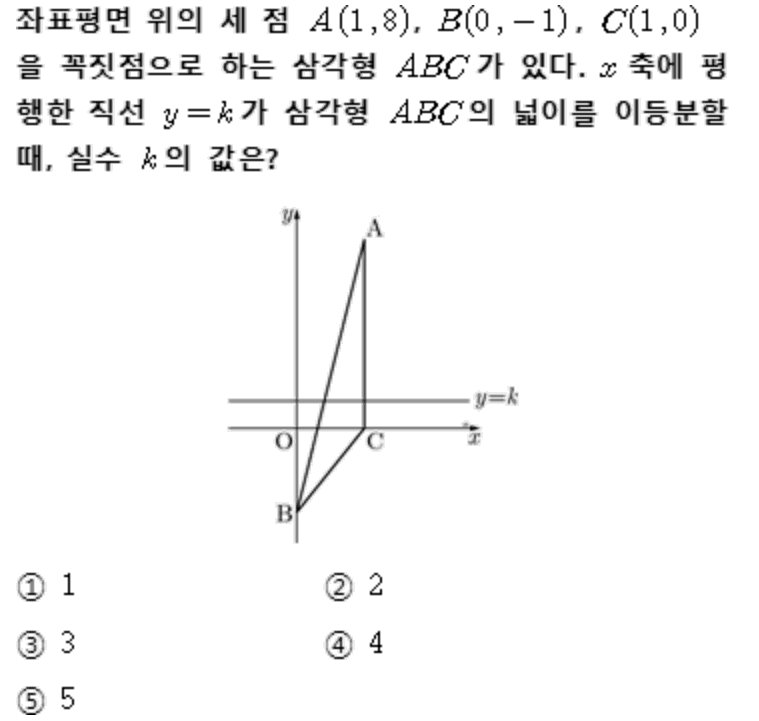 좌표평면 위의 세 점 A(1,8), B(0,−1), C(1,0)
을 꼭짓점으로 하는 삼각형 ABC가 있다. x축에 평
행한 직선 y=k가 삼각형 ABC의 넓이를 이등분할
때, 실수 k의 값은?
y
A
y=k
O
C
x
B
① 1
② 2
③ 3
④ 4
⑤ 5